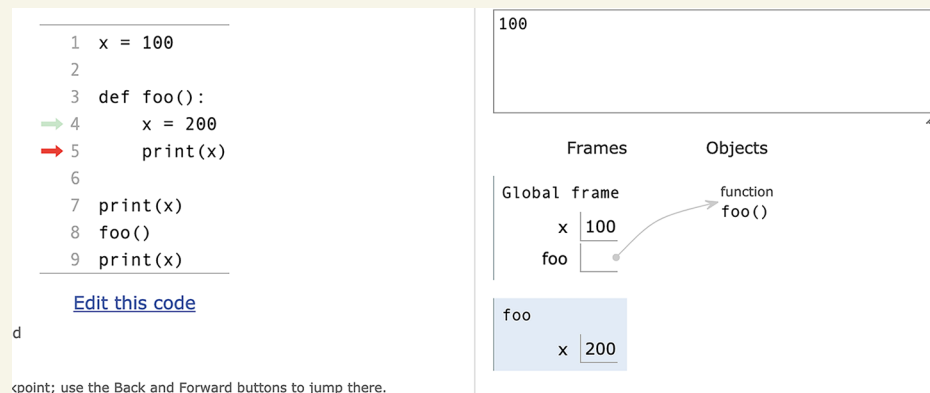 1 x = 100
2
3 def foo():
4 x = 200
5 print(x)
6
7 print(x)
8 foo()
9 print(x)
Edit this code
d
point; use the Back and Forward buttons to jump there.
100
Frames Objects
Global frame
x 100
foo
function
foo()
foo
x 200